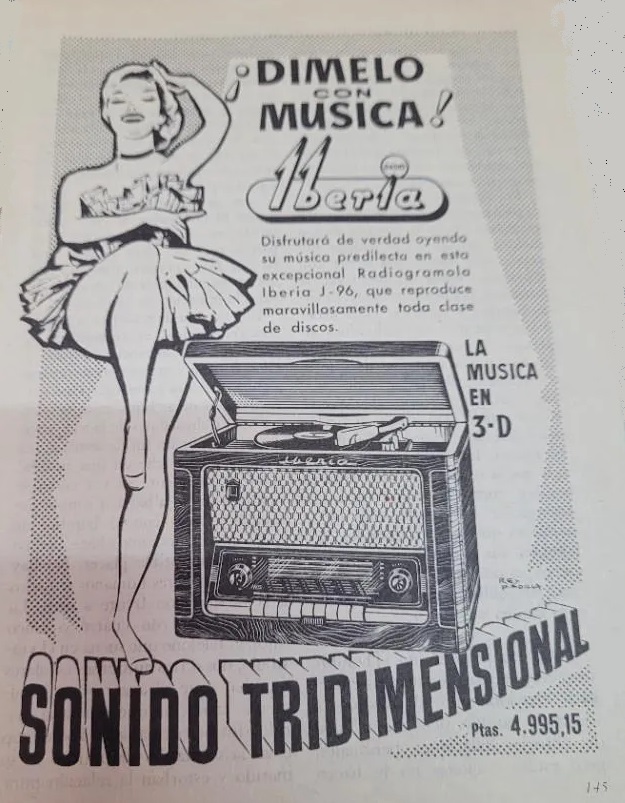 ¡DIMELO
CON
MUSICA!
Iberia
Disfrutará de verdad oyendo
su música predilecta en esta
excepcional Radiogramola
Iberia J-96, que reproduce
maravillosamente toda clase
de discos.
LA
MUSICA
EN
3-D
iberia
SONIDO TRIDIMENSIONAL
Ptas. 4.995,15
145